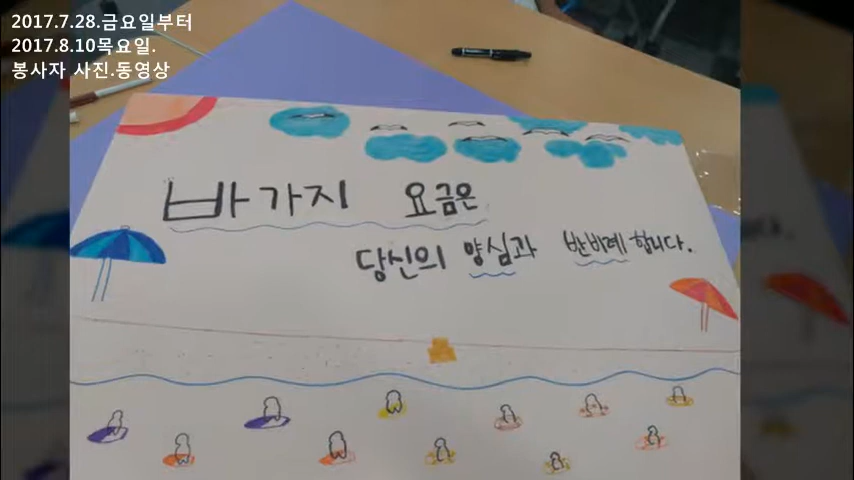 2017.7.28.금요일부터
2017.8.10목요일.
봉사자 사진.동영상
바가지 요금은
당신의 양심과 반비례 합니다.